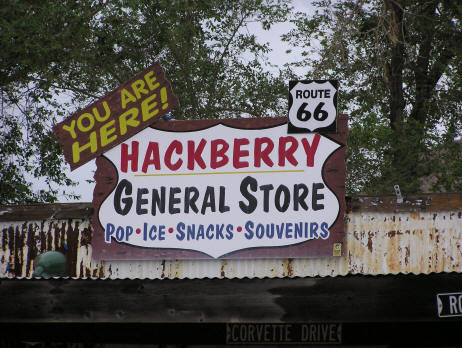 YOU ARE
HERE!
ROUTE
66
HACKBERRY
GENERAL STORE
POP • ICE • SNACKS • SOUVENIRS
CORVETTE DRIVE